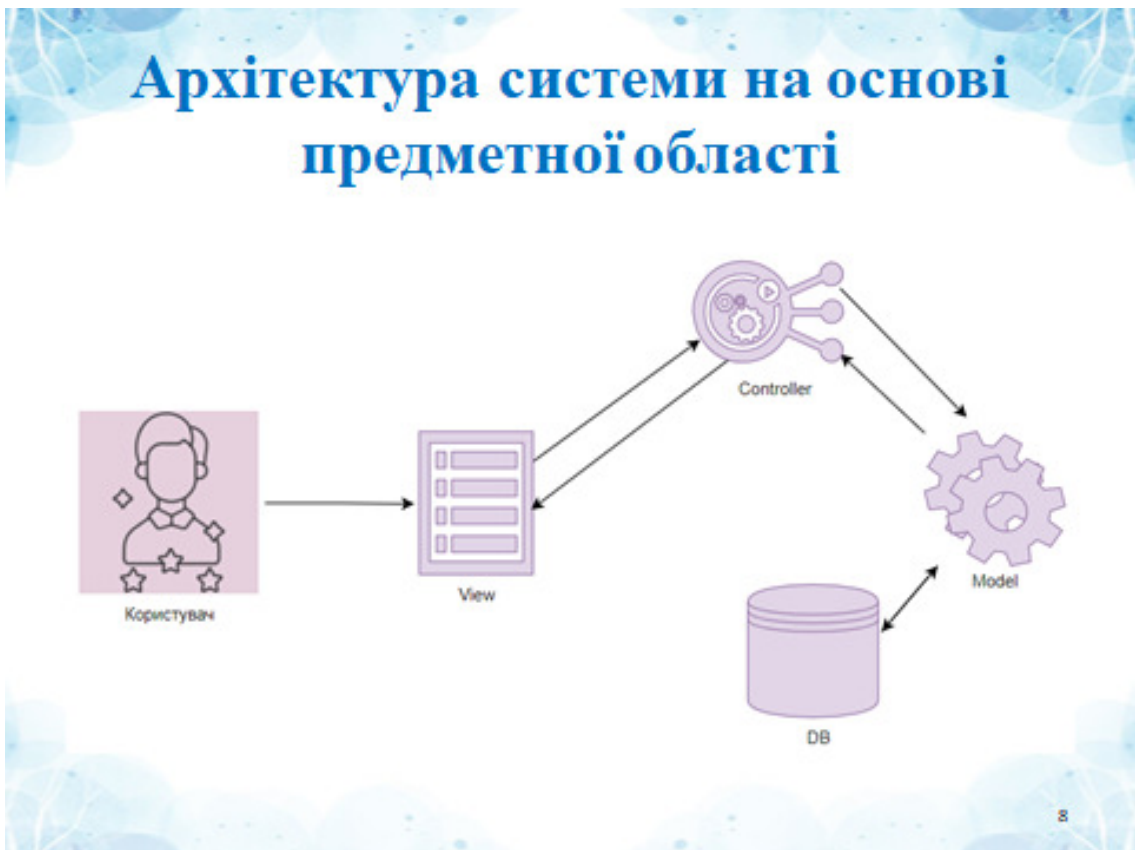 Архітектура системи на основі
предметної області
Controller
Користувач
View
Model
DB
8